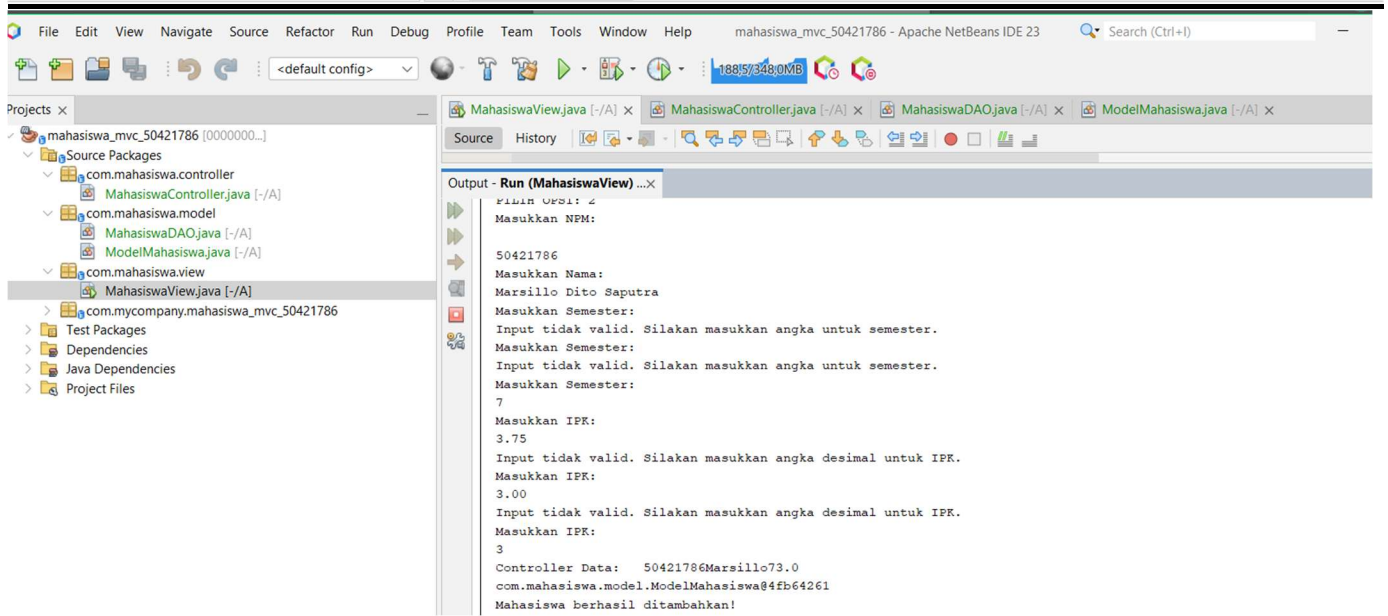 File Edit View Navigate Source Refactor Run Debug Profile Team Tools Window Help mahasiswa_mvc_50421786 - Apache NetBeans IDE 23 Search (Ctrl+I)
<default config> 188,5/348,0MB
Projects
MahasiswaView.java [-/A] MahasiswaController.java [-/A] MahasiswaDAO.java [-/A] ModelMahasiswa.java [-/A]
Source History
mahasiswa_mvc_50421786 [0000000...]
Source Packages
com.mahasiswa.controller
MahasiswaController.java [-/A]
com.mahasiswa.model
MahasiswaDAO.java [-/A]
ModelMahasiswa.java [-/A]
com.mahasiswa.view
MahasiswaView.java [-/A]
com.mycompany.mahasiswa_mvc_50421786
Test Packages
Dependencies
Java Dependencies
Project Files
Output - Run (MahasiswaView) ...
PILIH OPSI: 2
Masukkan NPM:
50421786
Masukkan Nama:
Marsillo Dito Saputra
Masukkan Semester:
Input tidak valid. Silakan masukkan angka untuk semester.
Masukkan Semester:
Input tidak valid. Silakan masukkan angka untuk semester.
Masukkan Semester:
7
Masukkan IPK:
3.75
Input tidak valid. Silakan masukkan angka desimal untuk IPK.
Masukkan IPK:
3.00
Input tidak valid. Silakan masukkan angka desimal untuk IPK.
Masukkan IPK:
3
Controller Data: 50421786Marsillo73.0
com.mahasiswa.model.ModelMahasiswa@4fb64261
Mahasiswa berhasil ditambahkan!